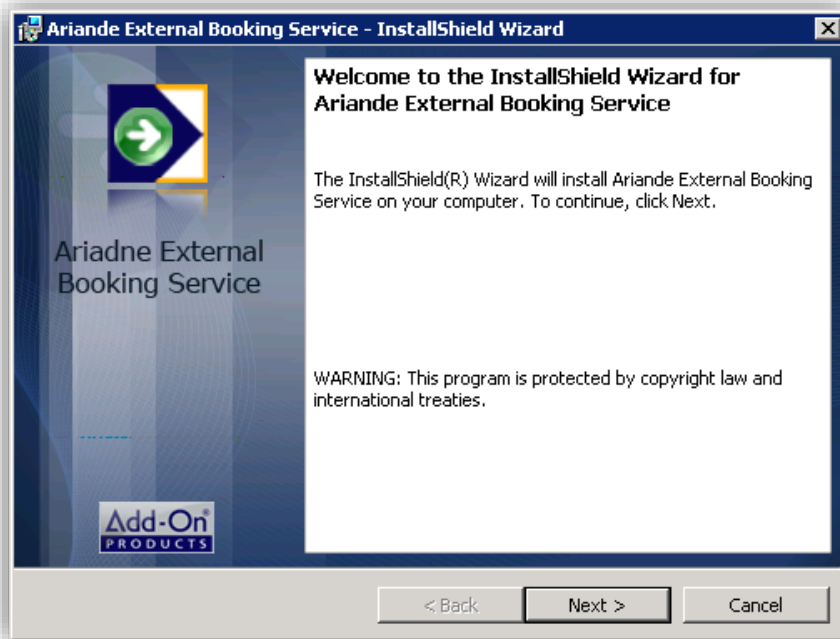 Ariande External Booking Service - InstallShield Wizard
Welcome to the InstallShield Wizard for
Ariande External Booking Service
The InstallShield(R) Wizard will install Ariande External Booking
Service on your computer. To continue, click Next.
Ariadne External
Booking Service
WARNING: This program is protected by copyright law and
international treaties.
Add-On®
PRODUCTS
< Back
Next >
Cancel